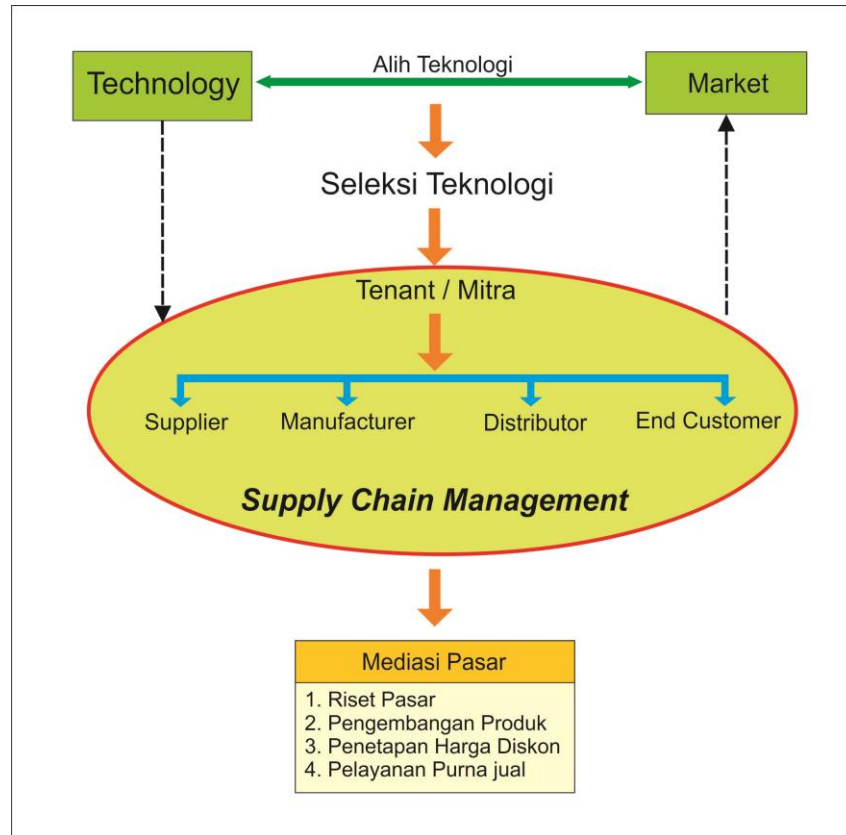 Technology
Alih Teknologi
Market
Seleksi Teknologi
Tenant / Mitra
Supplier
Manufacturer
Distributor
End Customer
Supply Chain Management
Mediasi Pasar
1. Riset Pasar
2. Pengembangan Produk
3. Penetapan Harga Diskon
4. Pelayanan Purna jual